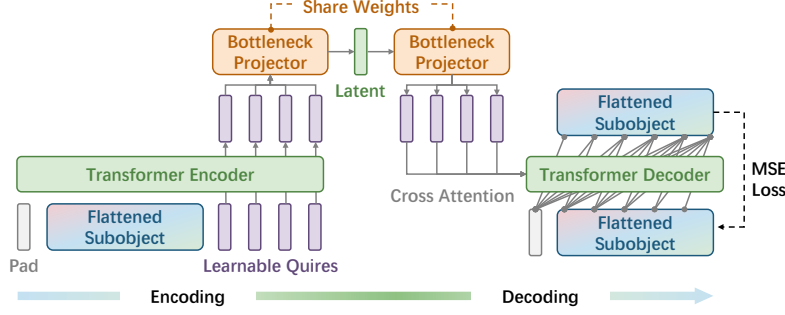 Share Weights
Bottleneck
Projector
Bottleneck
Projector
Latent
Flattened
Subobject
Transformer Encoder
Cross Attention
Transformer Decoder
MSE
Loss
Flattened
Subobject
Flattened
Subobject
Pad
Learnable Quires
Encoding
Decoding